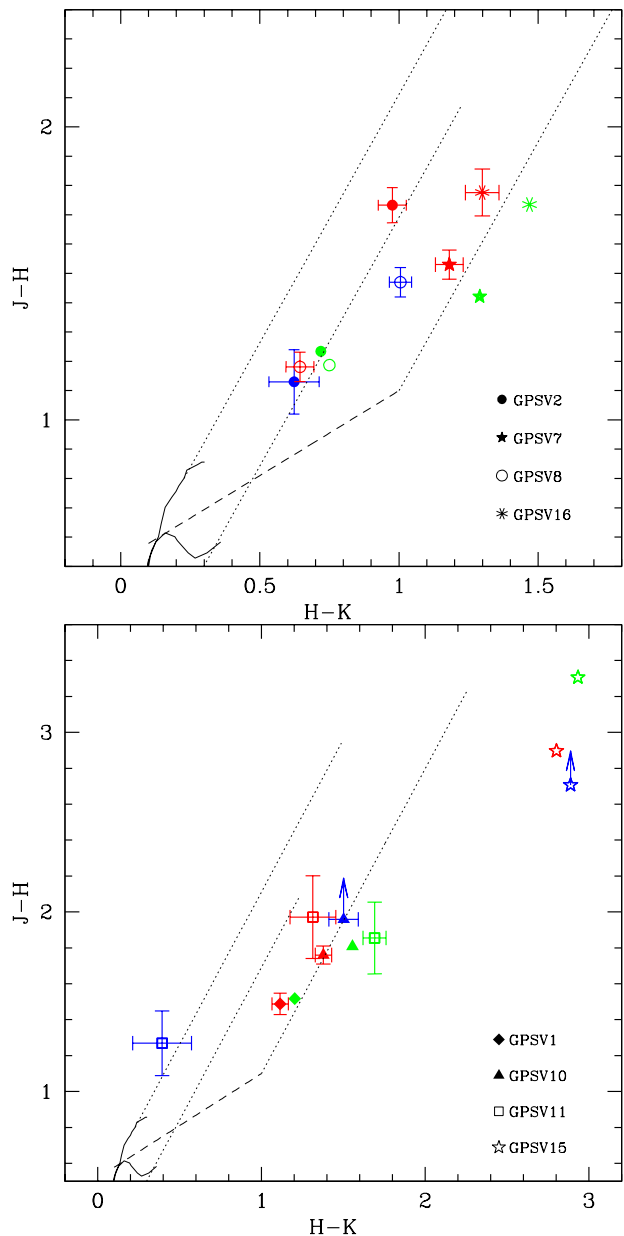 2
1
J-H
GPSV2
GPSV7
GPSV8
GPSV16
0 0.5 1 1.5
H-K
3
2
1
J-H
GPSV1
GPSV10
GPSV11
GPSV15
0 1 2 3
H-K